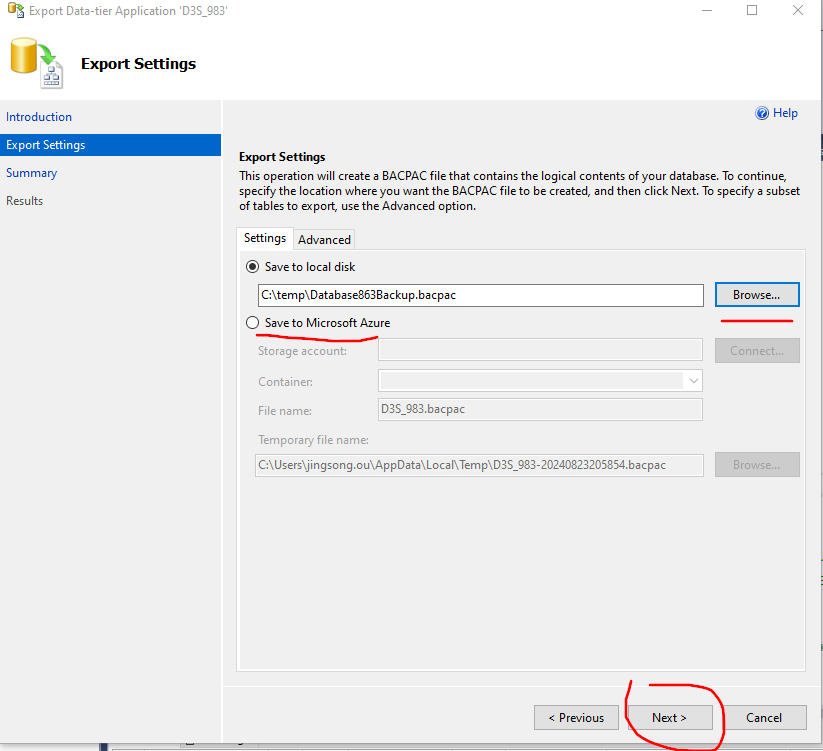 Export Data-tier Application 'D3S_983'
Export Settings
Introduction
Export Settings
Summary
Results
Help
Export Settings
This operation will create a BACPAC file that contains the logical contents of your database. To continue,
specify the location where you want the BACPAC file to be created, and then click Next. To specify a subset
of tables to export, use the Advanced option.
Settings Advanced
Save to local disk
C:\temp\Database863Backup.bacpac Browse...
Save to Microsoft Azure
Storage account: Connect...
Container:
File name: D3S_983.bacpac
Temporary file name:
C:\Users\jingsong.ou\AppData\Local\Temp\D3S_983-20240823205854.bacpac Browse...
< Previous Next > Cancel